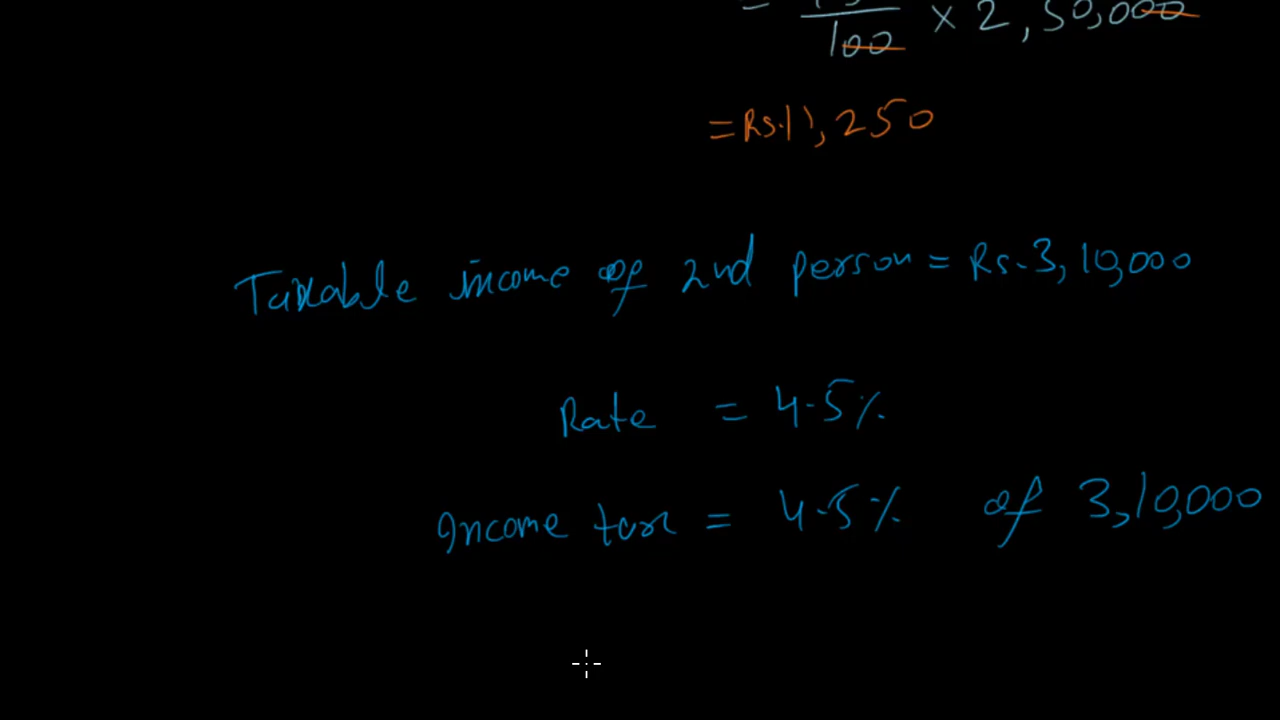 = /100 × 2,50,000
= Rs.11,250
Taxable income of 2nd person = Rs.3,10,000
Rate = 4.5%
Income tax = 4.5% of 3,10,000